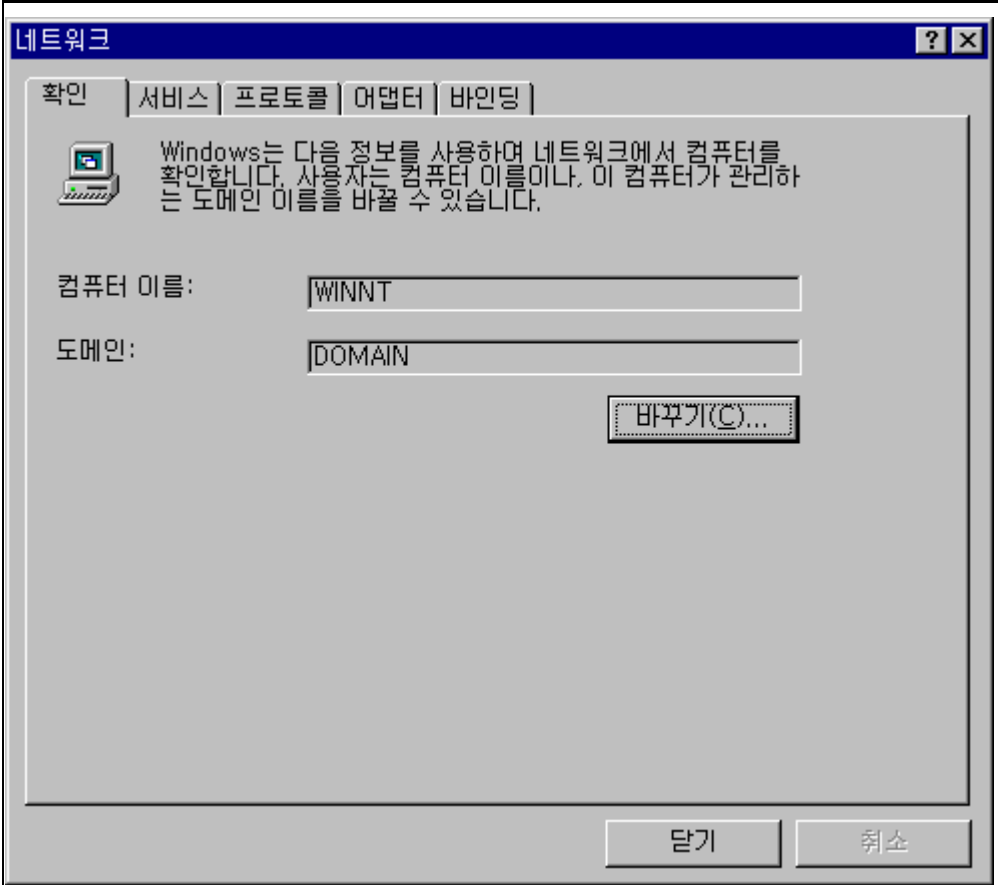 네트워크
확인 서비스 프로토콜 어댑터 바인딩
Windows는 다음 정보를 사용하여 네트워크에서 컴퓨터를
확인합니다. 사용자는 컴퓨터 이름이나, 이 컴퓨터가 관리하
는 도메인 이름을 바꿀 수 있습니다.
컴퓨터 이름: WINNT
도메인: DOMAIN
바꾸기(C)...
닫기 취소